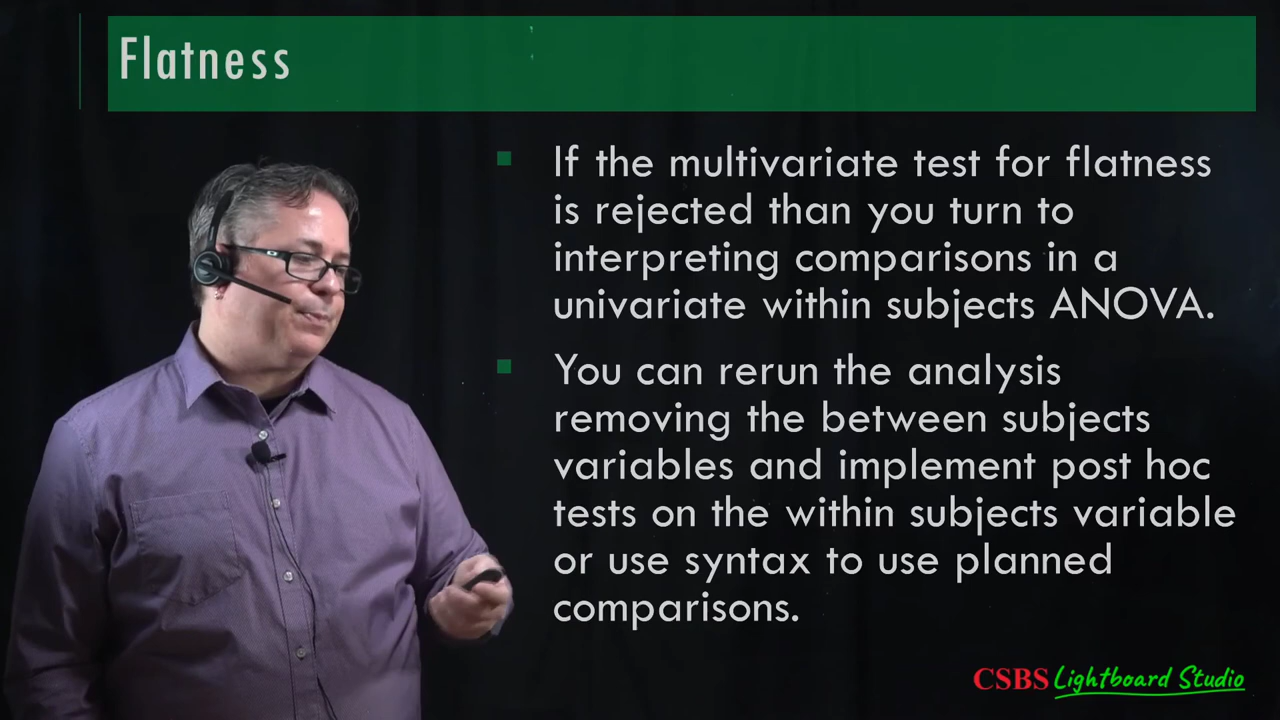 Flatness
If the multivariate test for flatness
is rejected than you turn to
interpreting comparisons in a
univariate within subjects ANOVA.
You can rerun the analysis
removing the between subjects
variables and implement post hoc
tests on the within subjects variable
or use syntax to use planned
comparisons.
CSBS Lightboard Studio